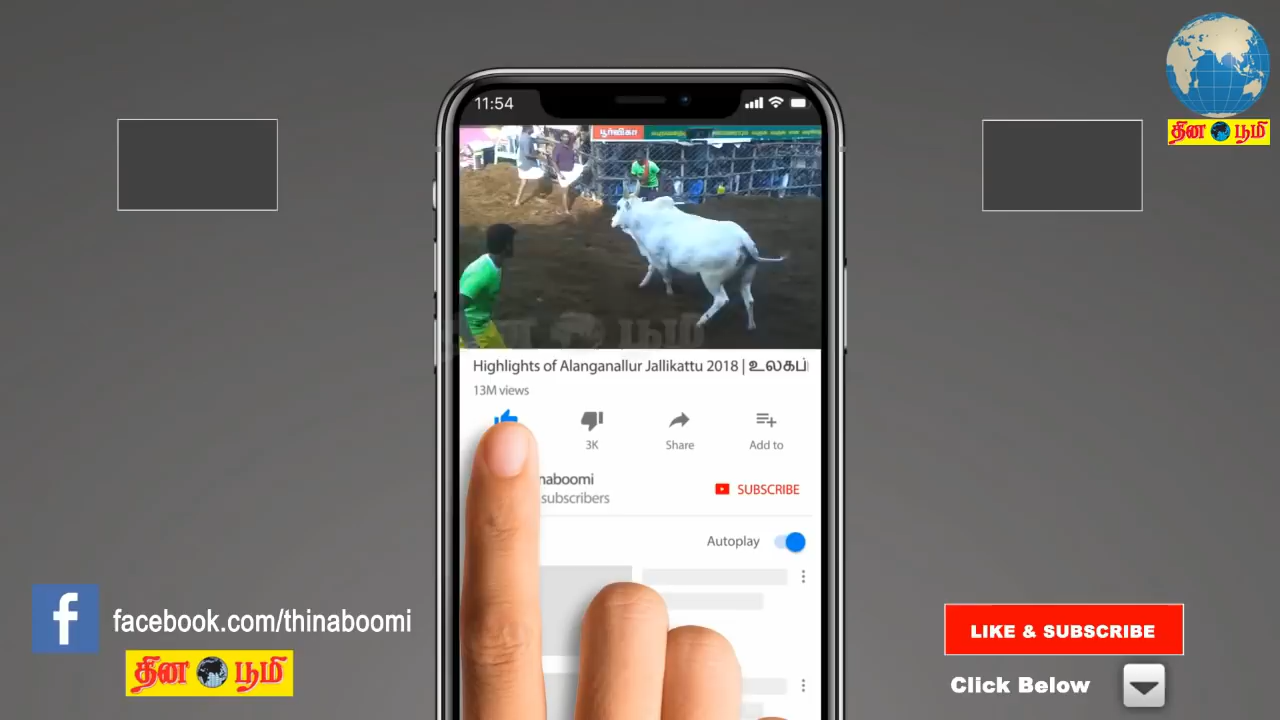 தின பூமி
11:54
பூர்விகா
தின பூமி
Highlights of Alanganallur Jallikattu 2018 | உலகப்
13M views
3K
Share
Add to
naboomi
subscribers
SUBSCRIBE
Autoplay
facebook.com/thinaboomi
தின பூமி
LIKE & SUBSCRIBE
Click Below